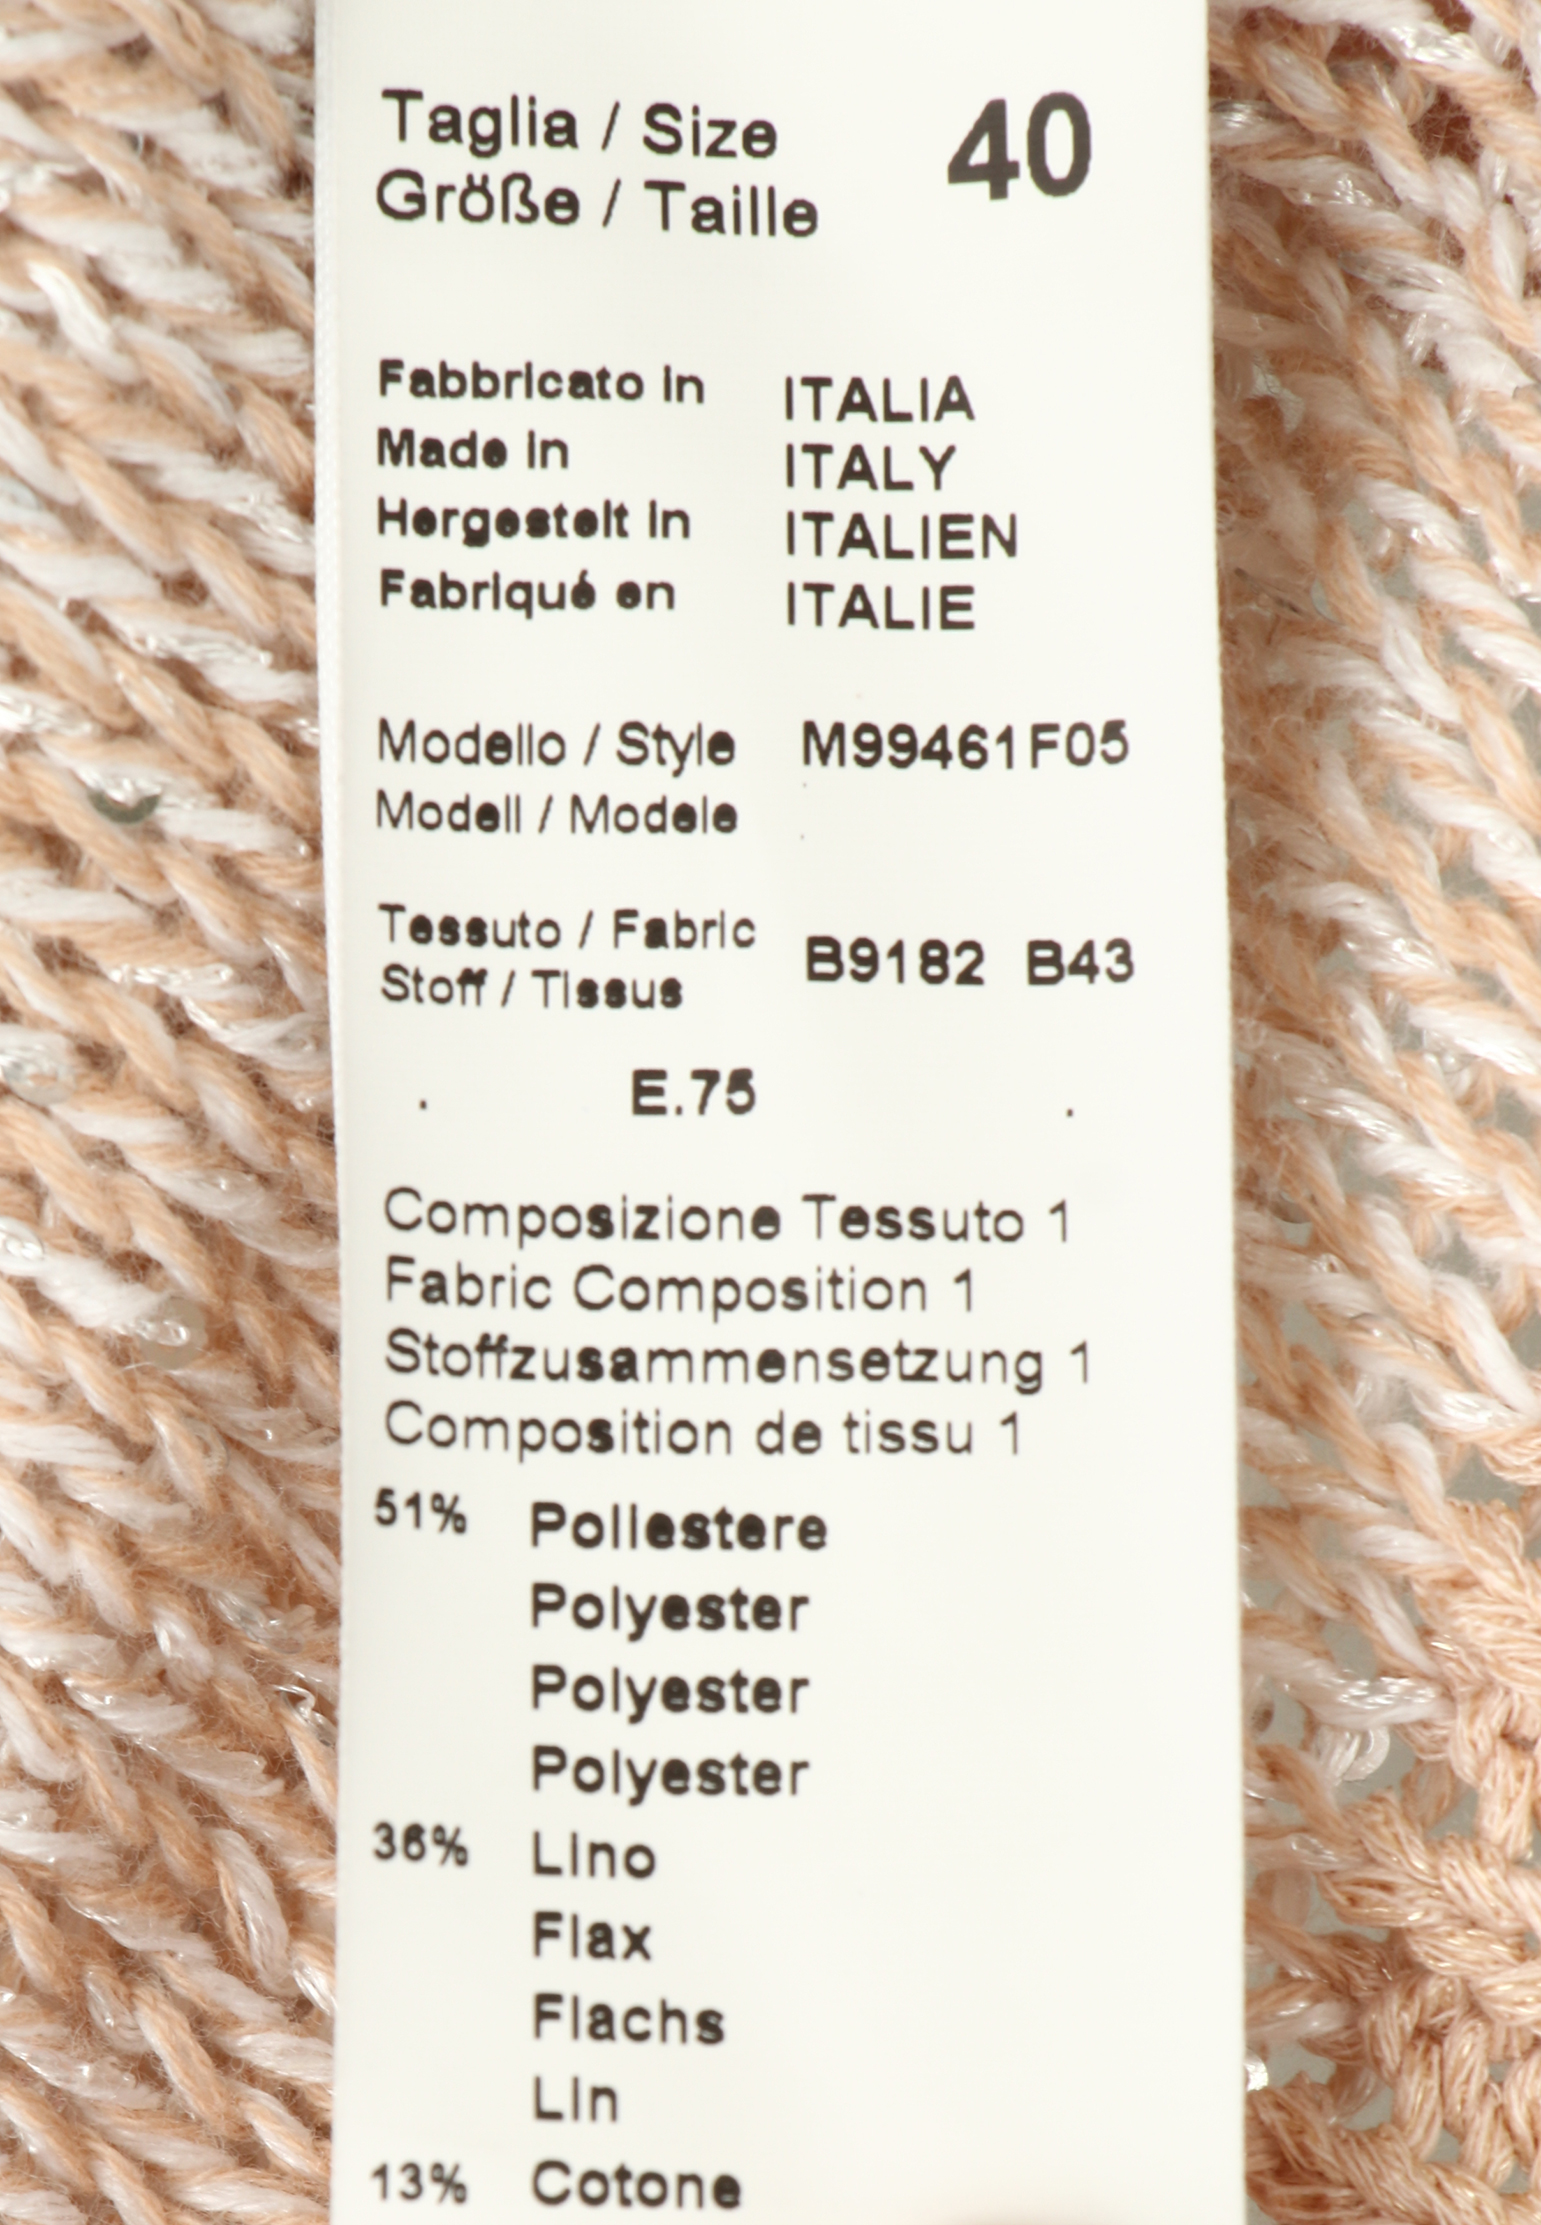 Taglia / Size 40
Größe / Taille
Fabbricato in ITALIA
Made in ITALY
Hergestelt in ITALIEN
Fabriqué en ITALIE
Modello / Style M99461F05
Modell / Modele
Tessuto / Fabric B9182 B43
Stoff / Tissus
. E.75 .
Composizione Tessuto 1
Fabric Composition 1
Stoffzusammensetzung 1
Composition de tissu 1
51% Poliestere
Polyester
Polyester
Polyester
36% Lino
Flax
Flachs
Lin
13% Cotone